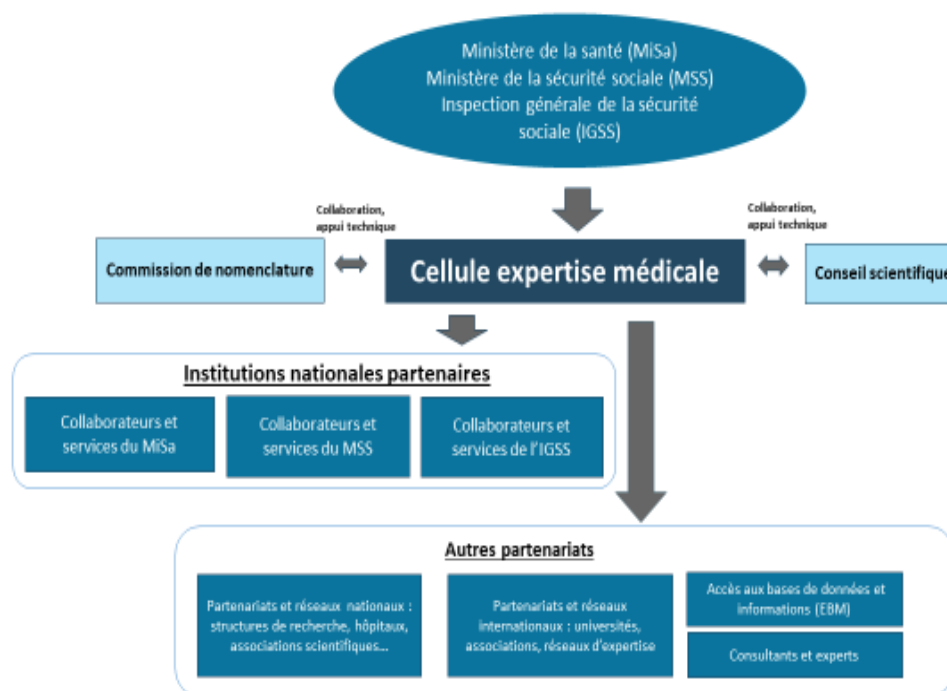 Ministère de la santé (MiSa)
Ministère de la sécurité sociale (MSS)
Inspection générale de la sécurité
sociale (IGSS)
Collaboration,
appui technique
Collaboration,
appui technique
Commission de nomenclature
Cellule expertise médicale
Conseil scientifique
Institutions nationales partenaires
Collaborateurs et
services du MiSa
Collaborateurs et
services du MSS
Collaborateurs et
services de l'IGSS
Autres partenariats
Partenariats et réseaux nationaux :
structures de recherche, hôpitaux,
associations scientifiques...
Partenariats et réseaux
internationaux : universités,
associations, réseaux d'expertise
Accès aux bases de données et
informations (EBM)
Consultants et experts